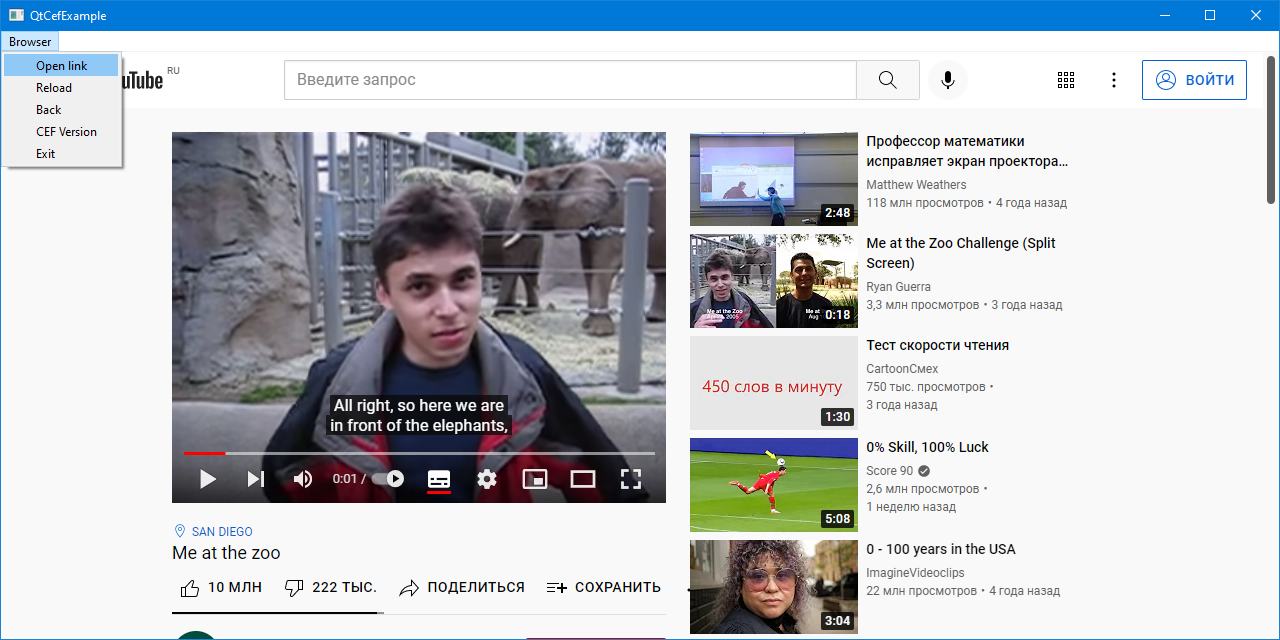 QtCefExample
Browser
Open link
Reload
Back
CEF Version
Exit
uTube RU
Введите запрос
ВОЙТИ
All right, so here we are
in front of the elephants,
0:01 /
SAN DIEGO
Me at the zoo
10 МЛН
222 ТЫС.
ПОДЕЛИТЬСЯ
СОХРАНИТЬ
2:48
Профессор математики
исправляет экран проектора…
Matthew Weathers
118 млн просмотров • 4 года назад
Me at the Zoo
0:18
Me at the Zoo Challenge (Split
Screen)
Ryan Guerra
3,3 млн просмотров • 3 года назад
450 слов в минуту
1:30
Тест скорости чтения
CartoonСмех
750 тыс. просмотров •
3 года назад
5:08
0% Skill, 100% Luck
Score 90
2,6 млн просмотров •
1 неделю назад
3:04
0 - 100 years in the USA
ImagineVideoclips
22 млн просмотров • 4 года назад